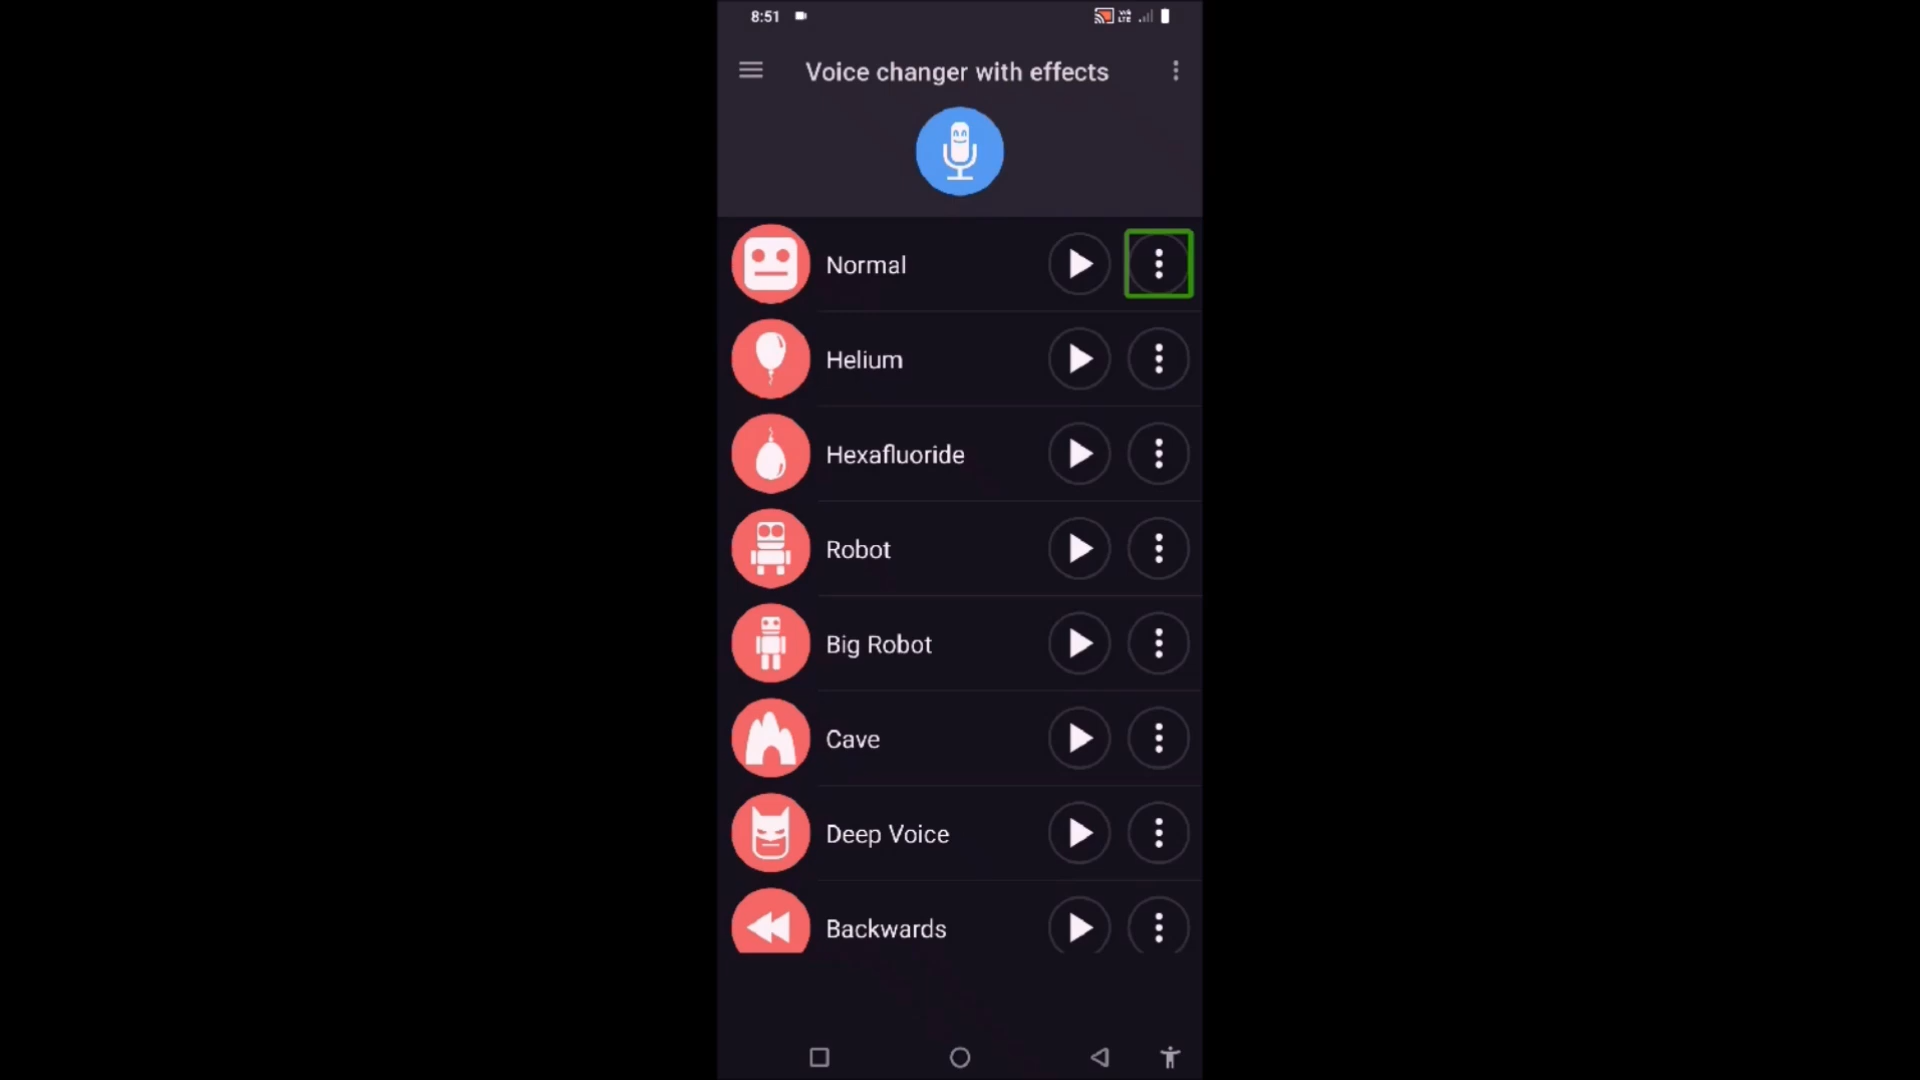 8:51
Voice changer with effects
Normal
Helium
Hexafluoride
Robot
Big Robot
Cave
Deep Voice
Backwards